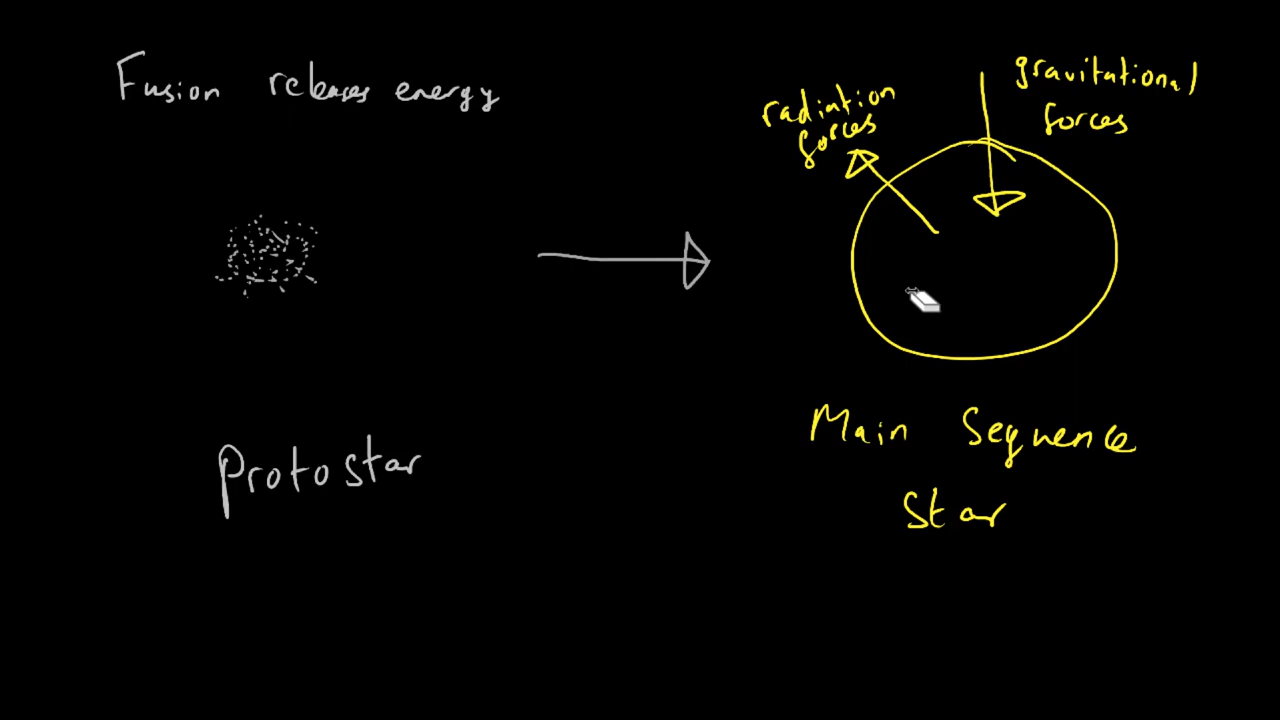 Fusion releases energy
radiation
forces
gravitational
forces
Protostar
Main Sequence
Star